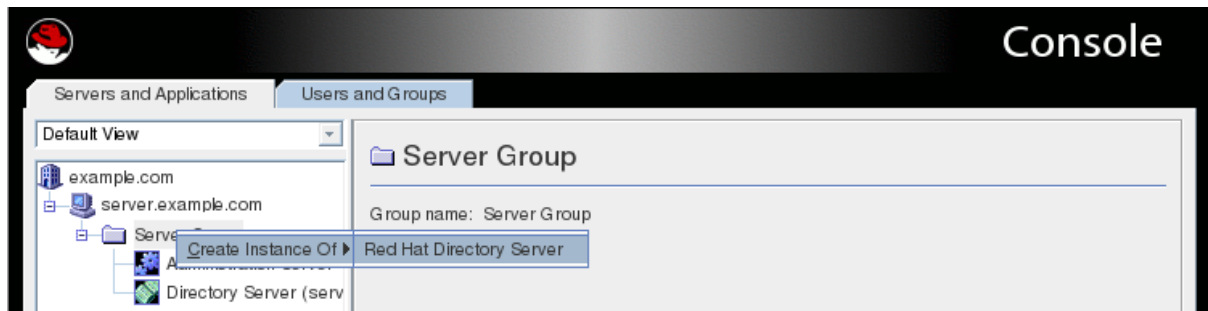 Console
Servers and Applications
Users and Groups
Default View
example.com
server.example.com
Create Instance Of
Red Hat Directory Server
Directory Server (serv
Server Group
Group name: Server Group